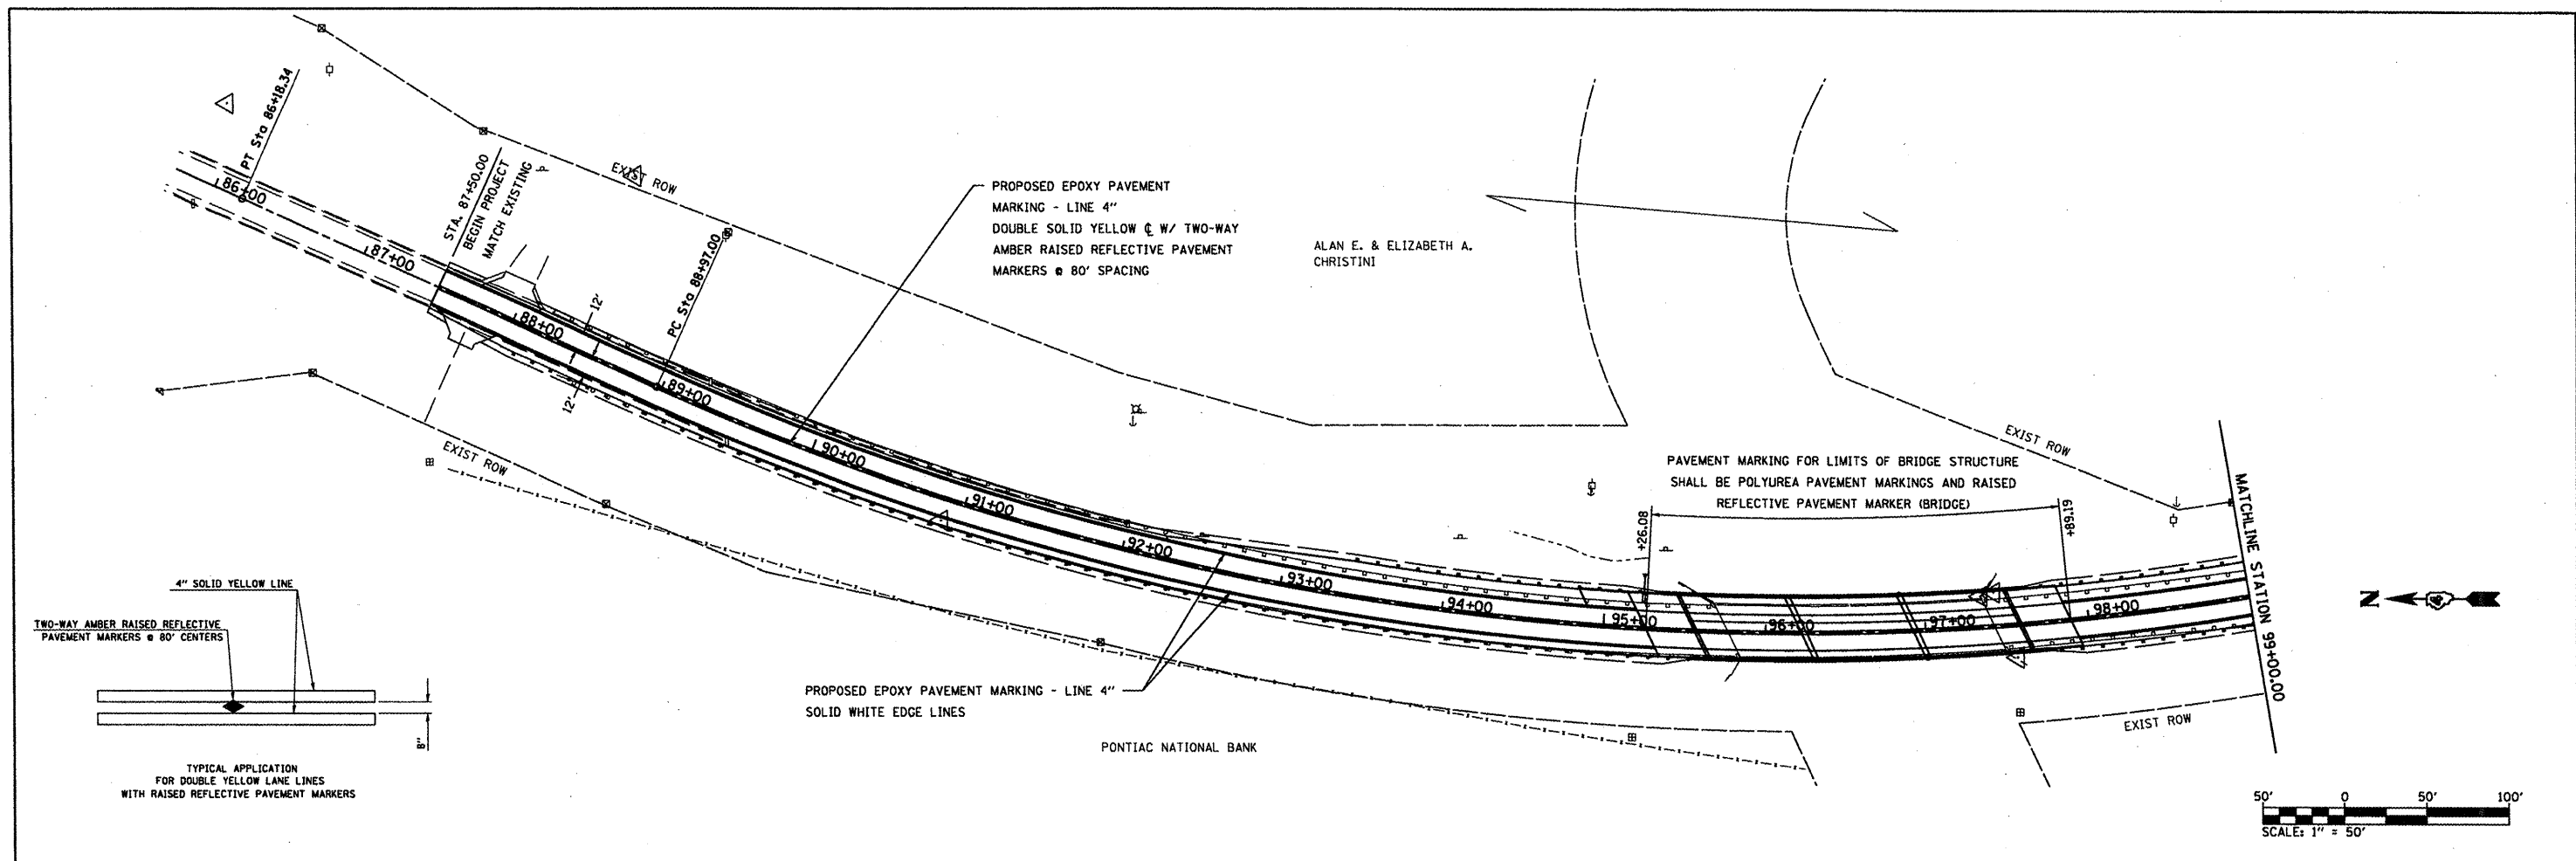 PT Sta 86+18.34
86+00
87+00
STA. 87+50.00
BEGIN PROJECT
MATCH EXISTING
EXIST ROW
PC Sta 88+97.00
88+00
12'
12'
89+00
90+00
91+00
92+00
93+00
94+00
95+00
96+00
97+00
98+00
PROPOSED EPOXY PAVEMENT
MARKING - LINE 4"
DOUBLE SOLID YELLOW ℄ W/ TWO-WAY
AMBER RAISED REFLECTIVE PAVEMENT
MARKERS @ 80' SPACING
ALAN E. & ELIZABETH A.
CHRISTINI
EXIST ROW
EXIST ROW
PAVEMENT MARKING FOR LIMITS OF BRIDGE STRUCTURE
SHALL BE POLYUREA PAVEMENT MARKINGS AND RAISED
REFLECTIVE PAVEMENT MARKER (BRIDGE)
+26.08
+89.19
MATCHLINE STATION 99+00.00
N
4" SOLID YELLOW LINE
TWO-WAY AMBER RAISED REFLECTIVE
PAVEMENT MARKERS @ 80' CENTERS
8"
TYPICAL APPLICATION
FOR DOUBLE YELLOW LANE LINES
WITH RAISED REFLECTIVE PAVEMENT MARKERS
PROPOSED EPOXY PAVEMENT MARKING - LINE 4"
SOLID WHITE EDGE LINES
PONTIAC NATIONAL BANK
EXIST ROW
50' 0 50' 100'
SCALE: 1" = 50'